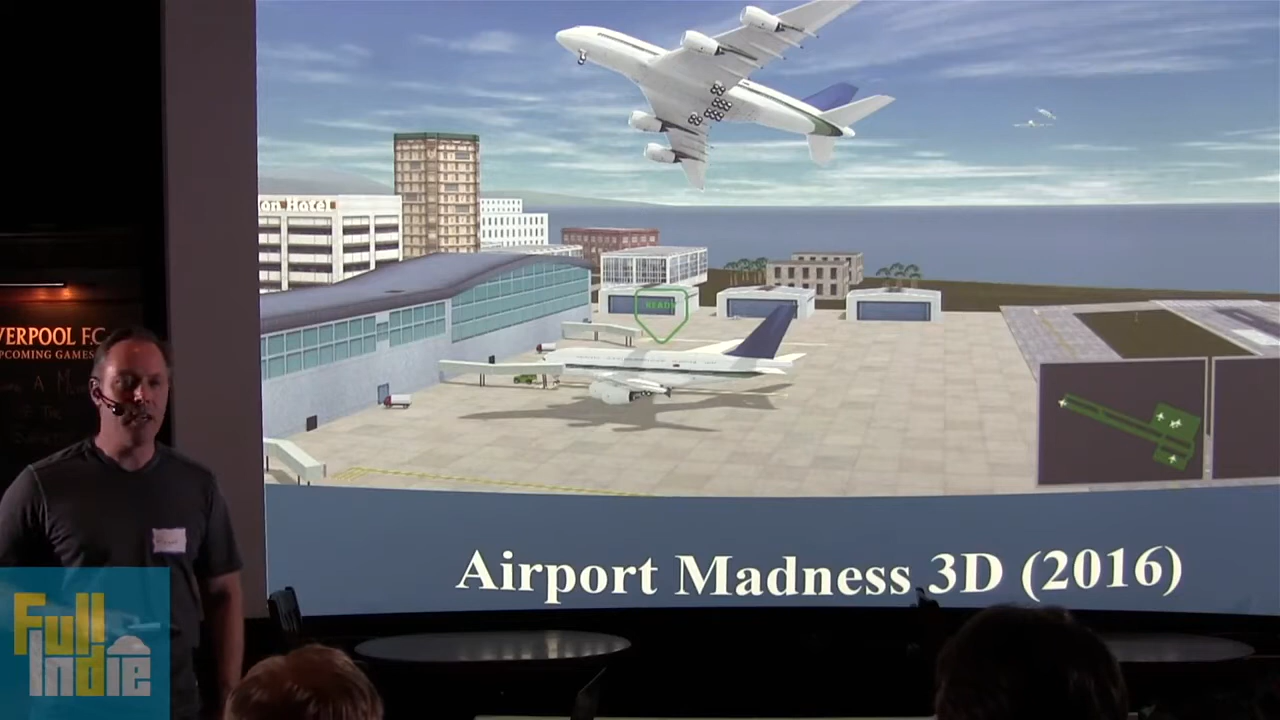 on Hotel
READY
VERPOOL F.C.
PCOMING GAMES
Airport Madness 3D (2016)
Full
Indie